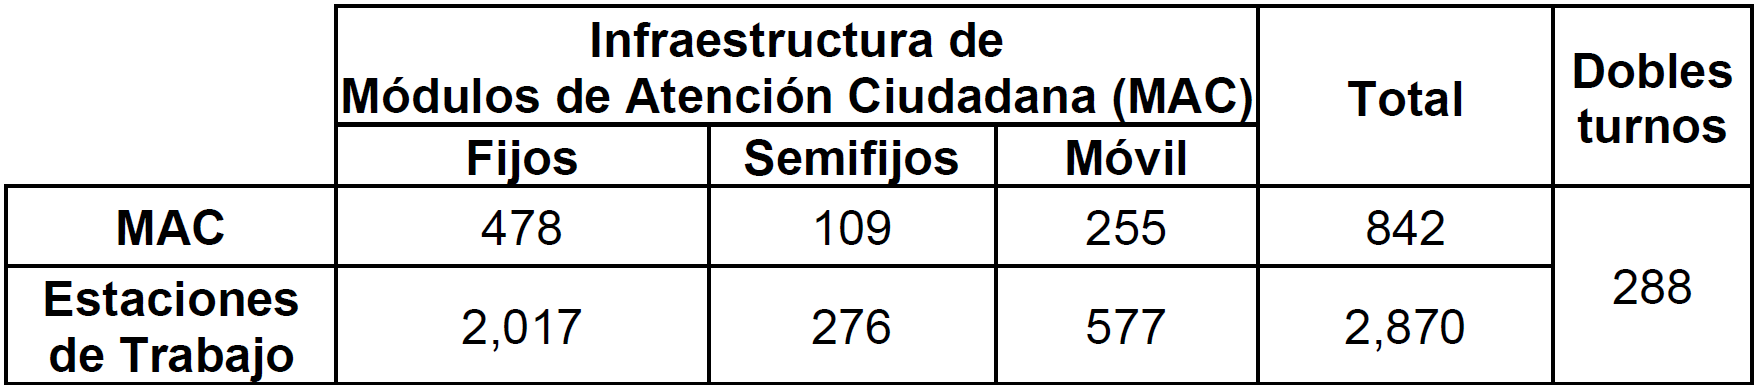 Infraestructura de
Módulos de Atención Ciudadana (MAC)
Total
Dobles
turnos
Fijos Semifijos Móvil
MAC 478 109 255 842
288
Estaciones
de Trabajo
2,017 276 577 2,870